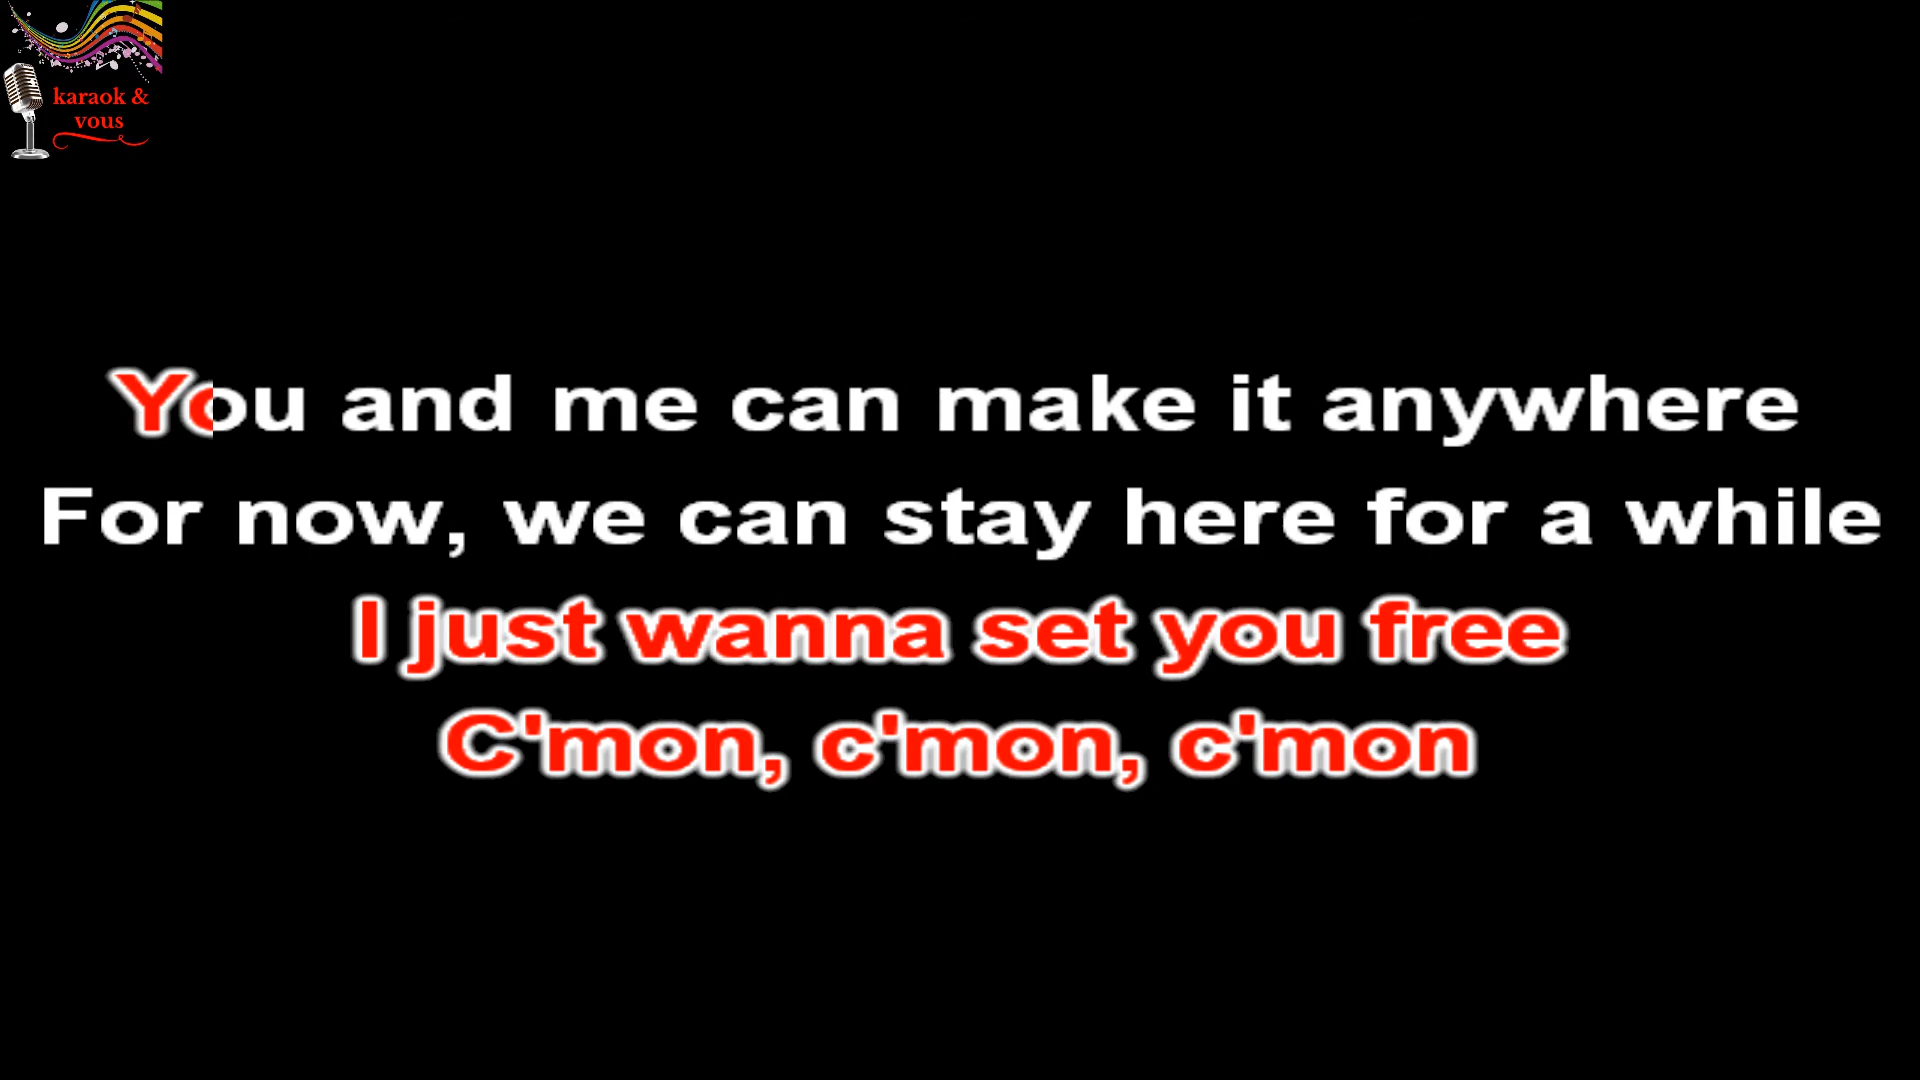 karaok &
vous
You and me can make it anywhere
For now, we can stay here for a while
I just wanna set you free
C'mon, c'mon, c'mon